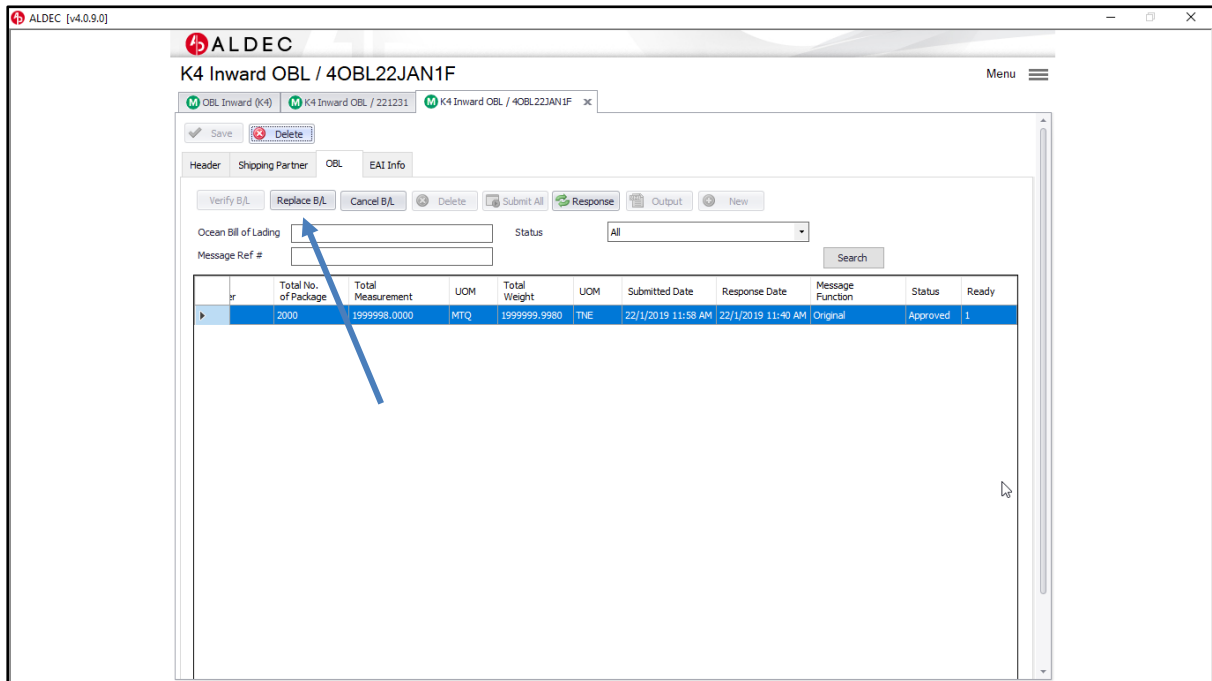 ALDEC [v4.0.9.0]
ALDEC
K4 Inward OBL / 4OBL22JAN1F
Menu
OBL Inward (K4) K4 Inward OBL / 221231 K4 Inward OBL / 4OBL22JAN1F x
Save Delete
Header Shipping Partner OBL EAI Info
Verify B/L Replace B/L Cancel B/L Delete Submit All Response Output New
Ocean Bill of Lading Status All
Message Ref #
Search
er Total No. of Package Total Measurement UOM Total Weight UOM Submitted Date Response Date Message Function Status Ready
2000 1999998.0000 MTQ 1999999.9980 TNE 22/1/2019 11:58 AM 22/1/2019 11:40 AM Original Approved 1